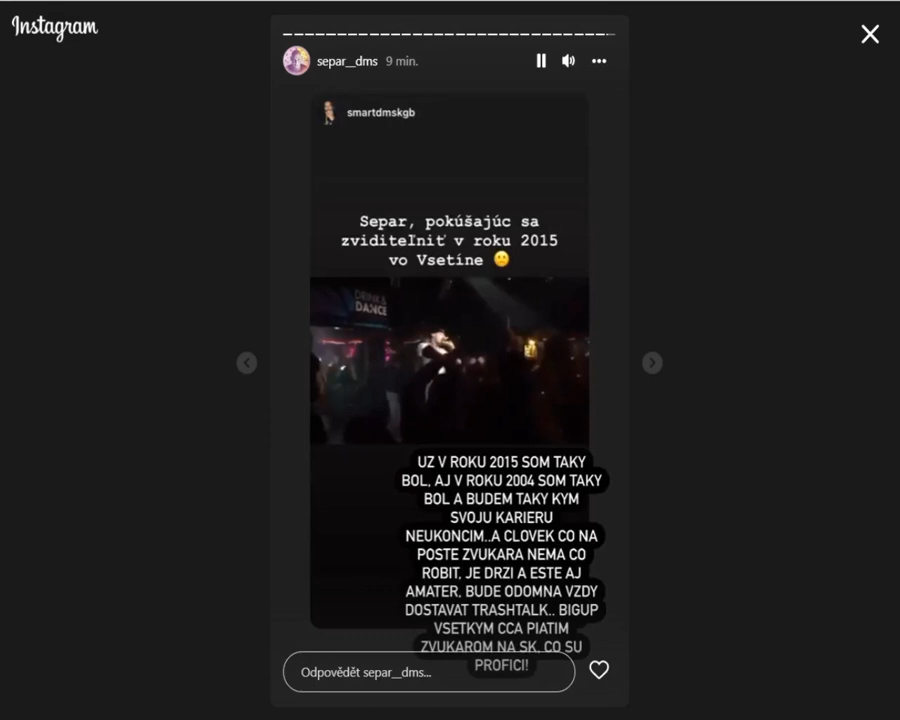 Instagram
separ__dms 9 min.
smartdmskgb
Separ, pokúšajúc sa
zviditeľniť v roku 2015
vo Vsetíne 🙁
DRINK &
DANCE
UZ V ROKU 2015 SOM TAKY
BOL, AJ V ROKU 2004 SOM TAKY
BOL A BUDEM TAKY KYM
SVOJU KARIERU
NEUKONCIM..A CLOVEK CO NA
POSTE ZVUKARA NEMA CO
ROBIT, JE DRZI A ESTE AJ
AMATER, BUDE ODOMNA VZDY
DOSTAVAT TRASHTALK.. BIGUP
VSETKYM CCA PIATIM
ZVUKAROM NA SK, CO SU
PROFICI!
Odpovědět separ__dms...